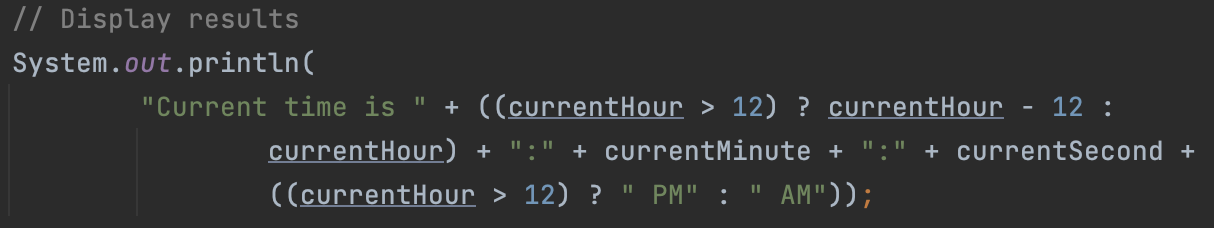 // Display results
System.out.println(
"Current time is " + ((currentHour > 12) ? currentHour - 12 :
currentHour) + ":" + currentMinute + ":" + currentSecond +
((currentHour > 12) ? " PM" : " AM"));